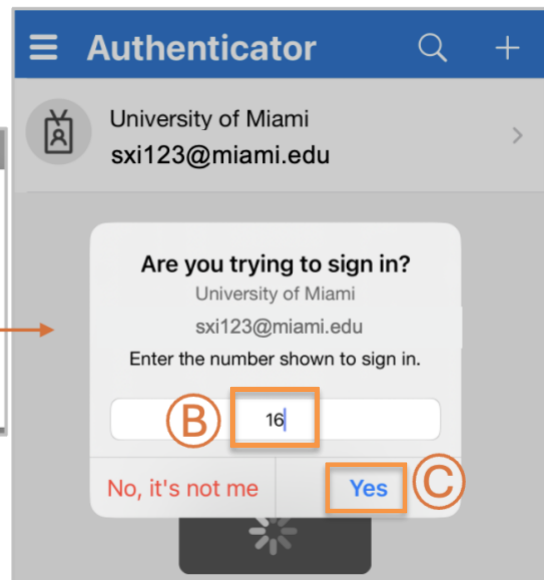 Authenticator
University of Miami
sxi123@miami.edu
Are you trying to sign in?
University of Miami
sxi123@miami.edu
Enter the number shown to sign in.
B 16
No, it's not me Yes C